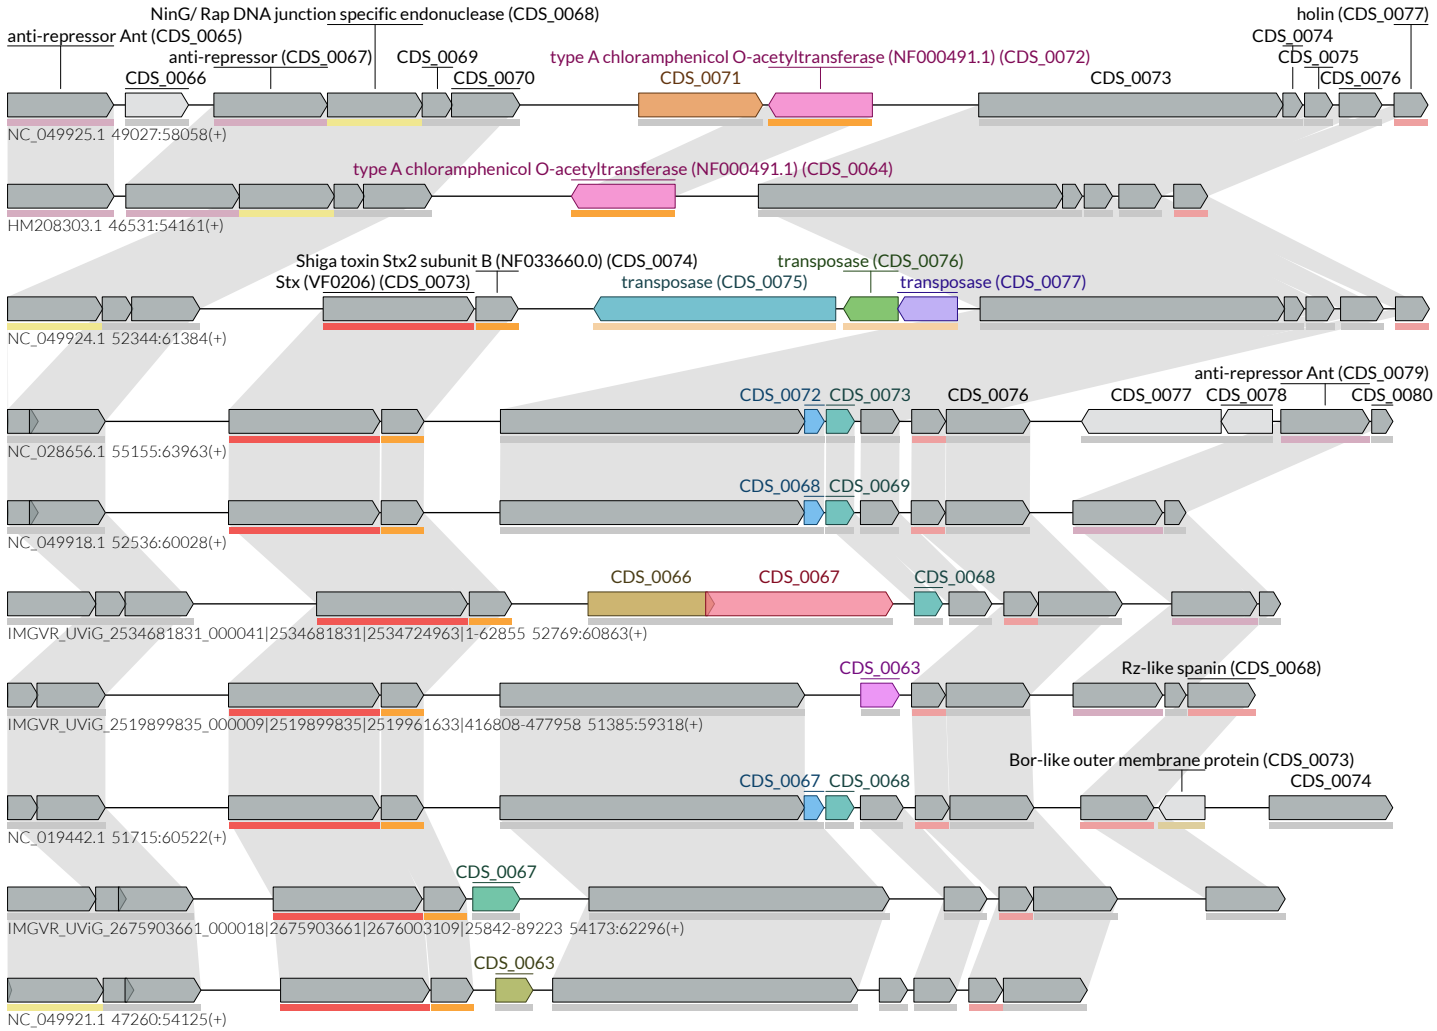 NinG/ Rap DNA junction specific endonuclease (CDS_0068)
holin (CDS_0077)
anti-repressor Ant (CDS_0065)
CDS_0074
anti-repressor (CDS_0067)
CDS_0069
type A chloramphenicol O-acetyltransferase (NF000491.1) (CDS_0072)
CDS_0075
CDS_0066
CDS_0070
CDS_0071
CDS_0073
CDS_0076
NC_049925.1 49027:58058(+)
type A chloramphenicol O-acetyltransferase (NF000491.1) (CDS_0064)
HM208303.1 46531:54161(+)
Shiga toxin Stx2 subunit B (NF033660.0) (CDS_0074)
transposase (CDS_0076)
Stx (VF0206) (CDS_0073)
transposase (CDS_0075)
transposase (CDS_0077)
NC_049924.1 52344:61384(+)
anti-repressor Ant (CDS_0079)
CDS_0072
CDS_0073
CDS_0076
CDS_0077
CDS_0078
CDS_0080
NC_028656.1 55155:63963(+)
CDS_0068
CDS_0069
NC_049918.1 52536:60028(+)
CDS_0066
CDS_0067
CDS_0068
IMGVR_UViG_2534681831_000041|2534681831|2534724963|1-62855 52769:60863(+)
CDS_0063
Rz-like spanin (CDS_0068)
IMGVR_UViG_2519899835_000009|2519899835|2519961633|416808-477958 51385:59318(+)
Bor-like outer membrane protein (CDS_0073)
CDS_0067
CDS_0068
CDS_0074
NC_019442.1 51715:60522(+)
CDS_0067
IMGVR_UViG_2675903661_000018|2675903661|2676003109|25842-89223 54173:62296(+)
CDS_0063
NC_049921.1 47260:54125(+)